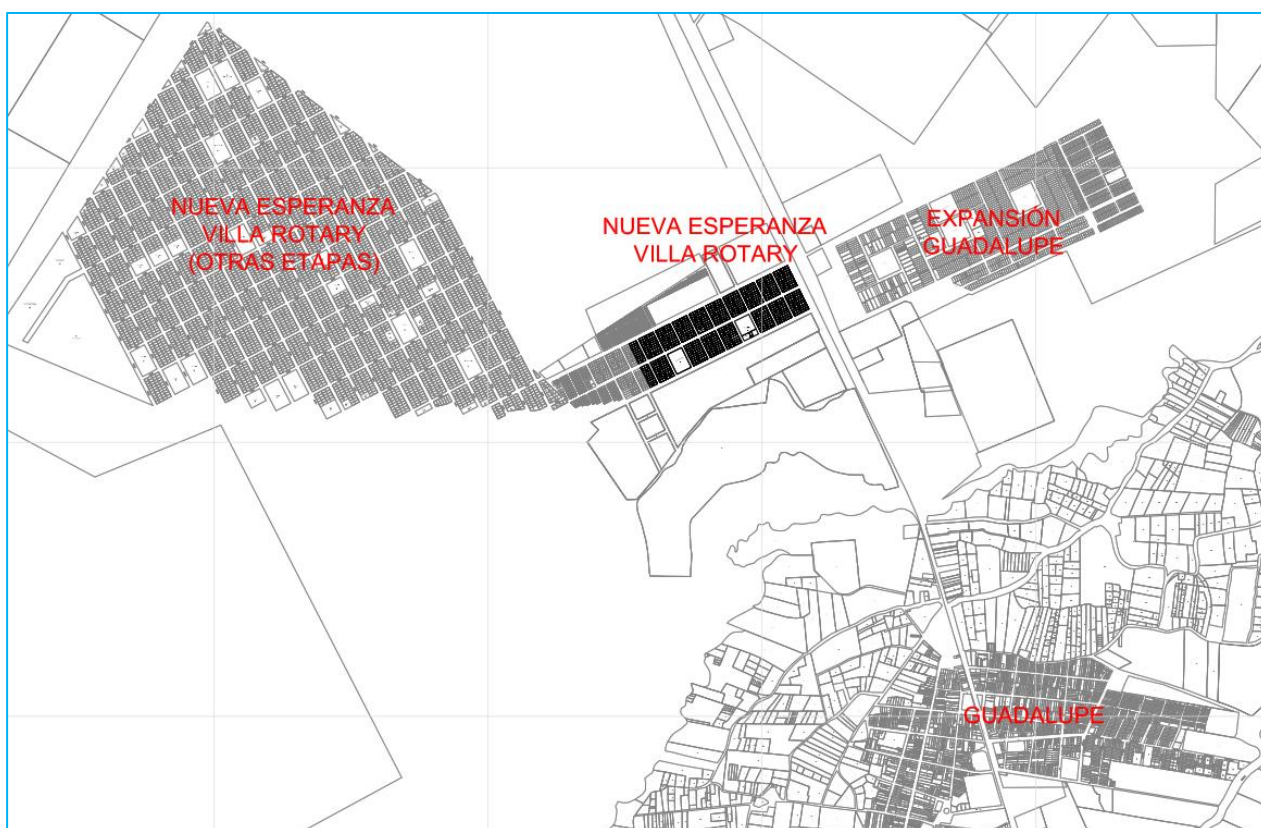 NUEVA ESPERANZA
VILLA ROTARY
(OTRAS ETAPAS)
NUEVA ESPERANZA
VILLA ROTARY
EXPANSIÓN
GUADALUPE
GUADALUPE